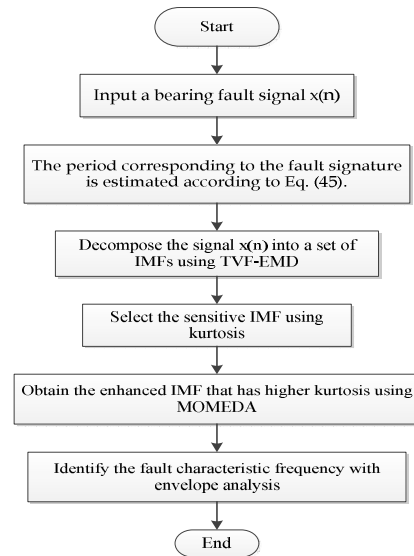 Start
Input a bearing fault signal x(n)
The period corresponding to the fault signature
is estimated according to Eq. (45).
Decompose the signal x(n) into a set of
IMFs using TVF-EMD
Select the sensitive IMF using
kurtosis
Obtain the enhanced IMF that has higher kurtosis using
MOMEDA
Identify the fault characteristic frequency with
envelope analysis
End